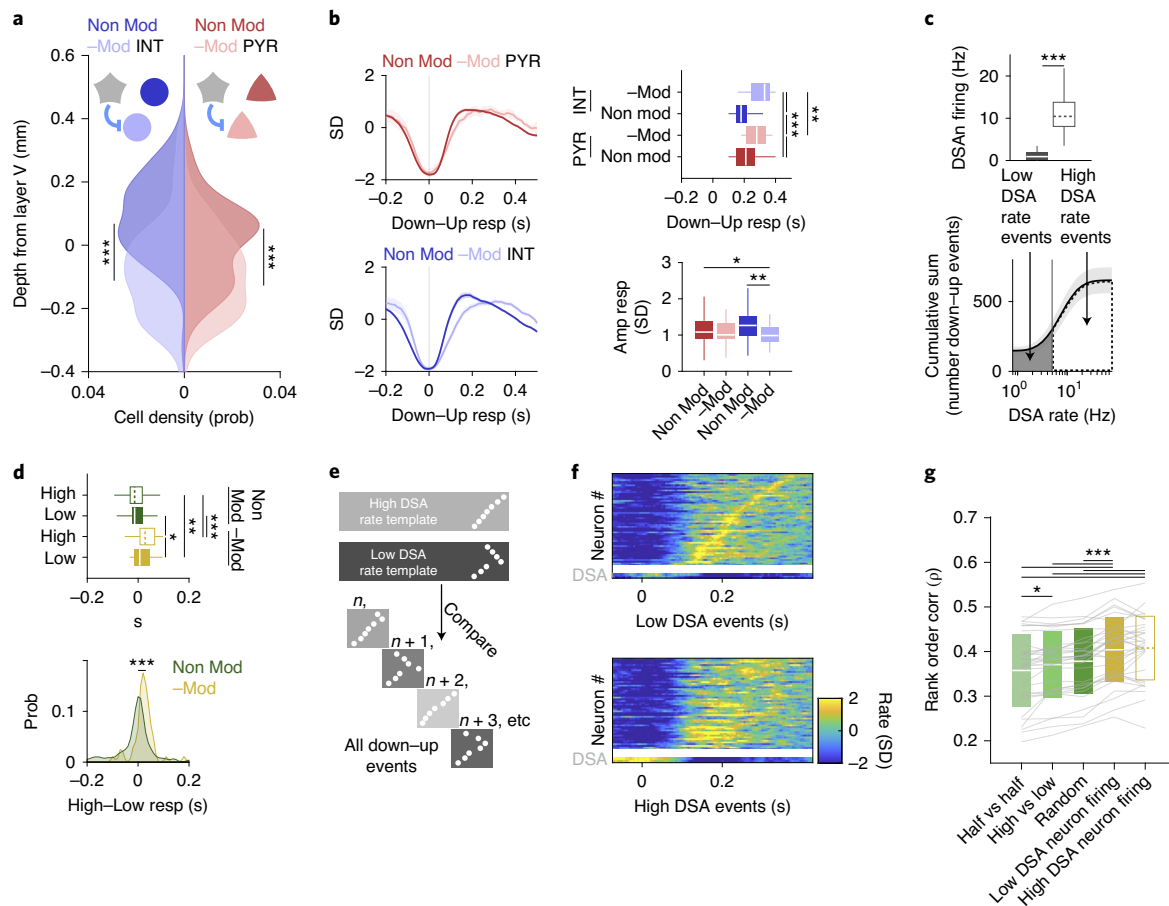 a
Non Mod
–Mod INT
Non Mod
–Mod PYR
Depth from layer V (mm)
0.6
0.4
0.2
0
–0.2
–0.4
***
***
0.04
0
0.04
Cell density (prob)
b
Non Mod –Mod PYR
SD
2
0
–2
–0.4
–0.2
0
0.2
0.4
Down–Up resp (s)
Non Mod –Mod INT
SD
2
0
–2
–0.4
–0.2
0
0.2
0.4
Down–Up resp (s)
INT
PYR
–Mod
Non mod
–Mod
Non mod
***
**
–0.4
–0.2
0
0.2
0.4
Down–Up resp (s)
Amp resp
(SD)
3
2
1
0
*
**
Non Mod
–Mod
Non Mod
–Mod
c
DSAn firing (Hz)
20
10
0
***
Low
DSA
rate
events
High
DSA
rate
events
Cumulative sum
(number down–up events)
500
10⁰
10¹
DSA rate (Hz)
d
High
Low
High
Low
Non
Mod
–Mod
*
**
***
–0.2
0
0.2
s
***
Non Mod
–Mod
Prob
0.1
0
–0.2
0
0.2
High–Low resp (s)
e
High DSA
rate template
Low DSA
rate template
Compare
n,
n + 1,
n + 2,
n + 3, etc
All down–up
events
f
Neuron #
DSA
0
0.2
Low DSA events (s)
Neuron #
DSA
0
0.2
High DSA events (s)
2
0
–2
Rate (SD)
g
Rank order corr (ρ)
0.7
0.6
0.5
0.4
0.3
0.2
***
*
Half vs half
High vs low
Random
Low DSA neuron firing
High DSA neuron firing